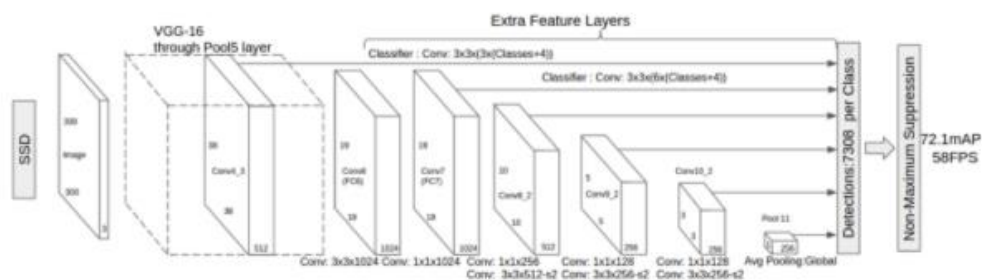 Extra Feature Layers
VGG-16
through Pool5 layer
Classifier : Conv: 3x3x(3x(Classes+4))
Classifier : Conv: 3x3x(6x(Classes+4))
SSD
300
Image
300
3
38
Conv4_3
38
512
19
Conv6
(FC6)
19
1024
19
Conv7
(FC7)
19
1024
10
Conv8_2
10
512
5
Conv9_2
5
256
Conv10_2
3
256
Pool 11
256
Conv: 3x3x1024
Conv: 1x1x1024
Conv: 1x1x256
Conv: 3x3x512-s2
Conv: 1x1x128
Conv: 3x3x256-s2
Conv: 1x1x128
Conv: 3x3x256-s2
Avg Pooling:Global
Detections:7308 per Class
Non-Maximum Suppression
72.1mAP
58FPS